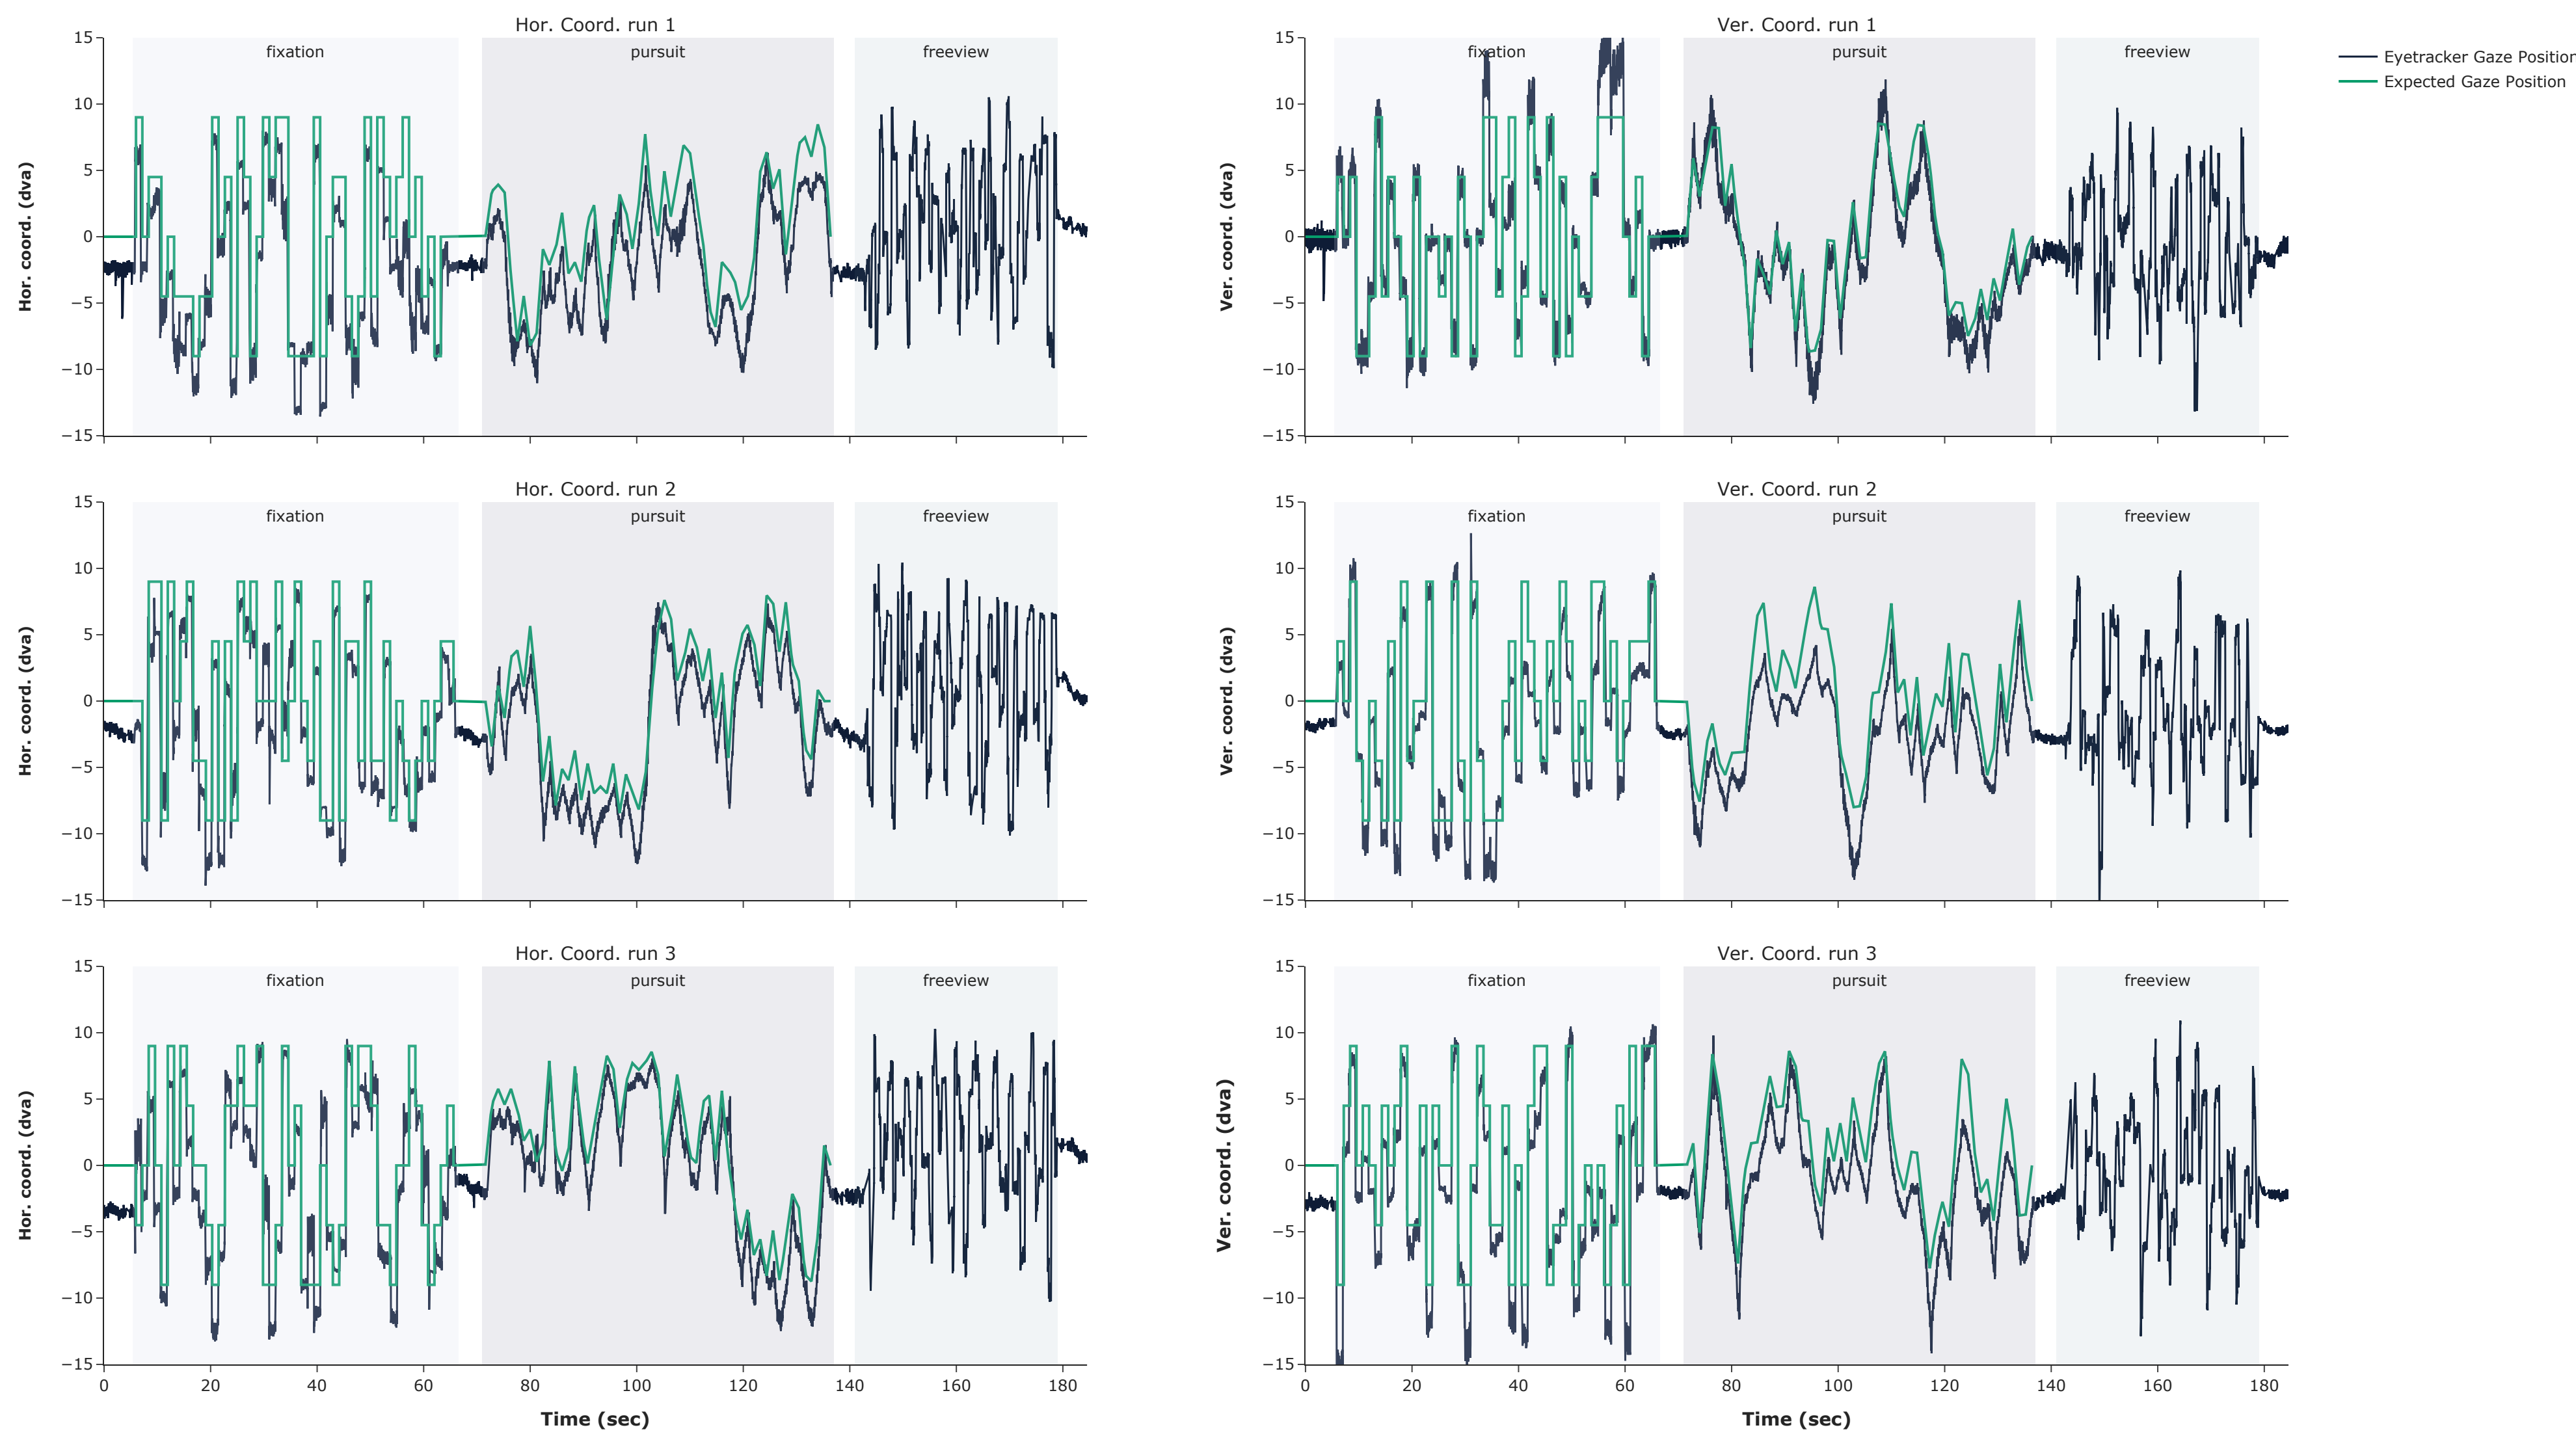 Hor. Coord. run 1
Ver. Coord. run 1
15
10
5
0
−5
−10
−15
Hor. coord. (dva)
fixation
pursuit
freeview
15
10
5
0
−5
−10
−15
Ver. coord. (dva)
fixation
pursuit
freeview
Eyetracker Gaze Position
Expected Gaze Position
Hor. Coord. run 2
Ver. Coord. run 2
15
10
5
0
−5
−10
−15
Hor. coord. (dva)
fixation
pursuit
freeview
15
10
5
0
−5
−10
−15
Ver. coord. (dva)
fixation
pursuit
freeview
Hor. Coord. run 3
Ver. Coord. run 3
15
10
5
0
−5
−10
−15
Hor. coord. (dva)
fixation
pursuit
freeview
0 20 40 60 80 100 120 140 160 180
Time (sec)
15
10
5
0
−5
−10
−15
Ver. coord. (dva)
fixation
pursuit
freeview
0 20 40 60 80 100 120 140 160 180
Time (sec)